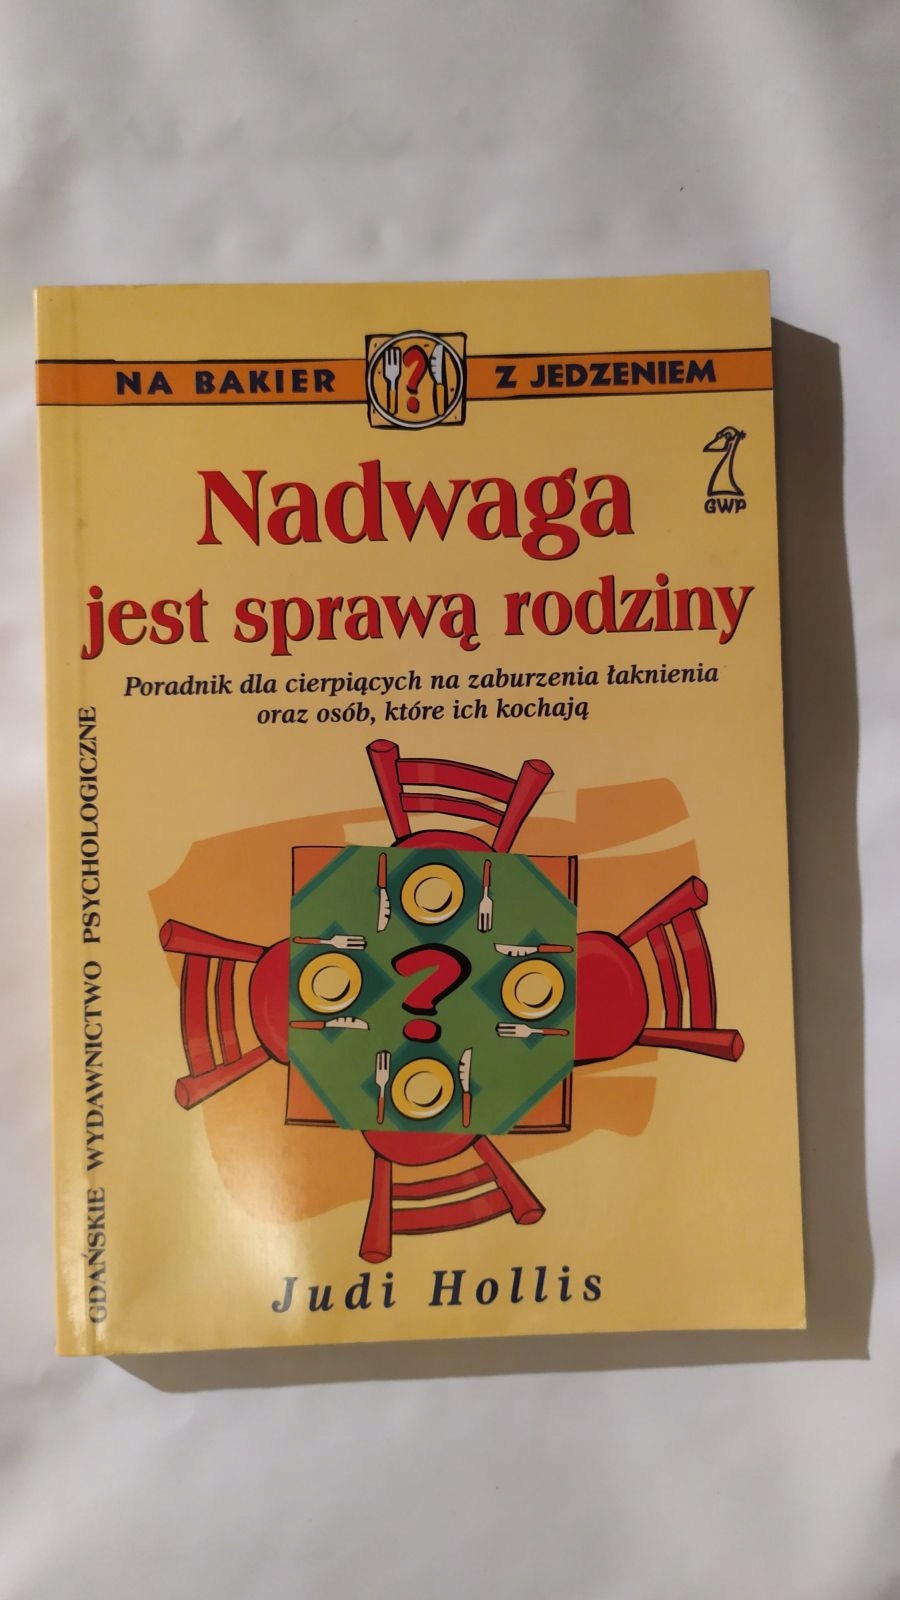 NA BAKIER ? Z JEDZENIEM
GWP
Nadwaga
jest sprawą rodziny
Poradnik dla cierpiących na zaburzenia łaknienia
oraz osób, które ich kochają
GDAŃSKIE WYDAWNICTWO PSYCHOLOGICZNE
?
Judi Hollis